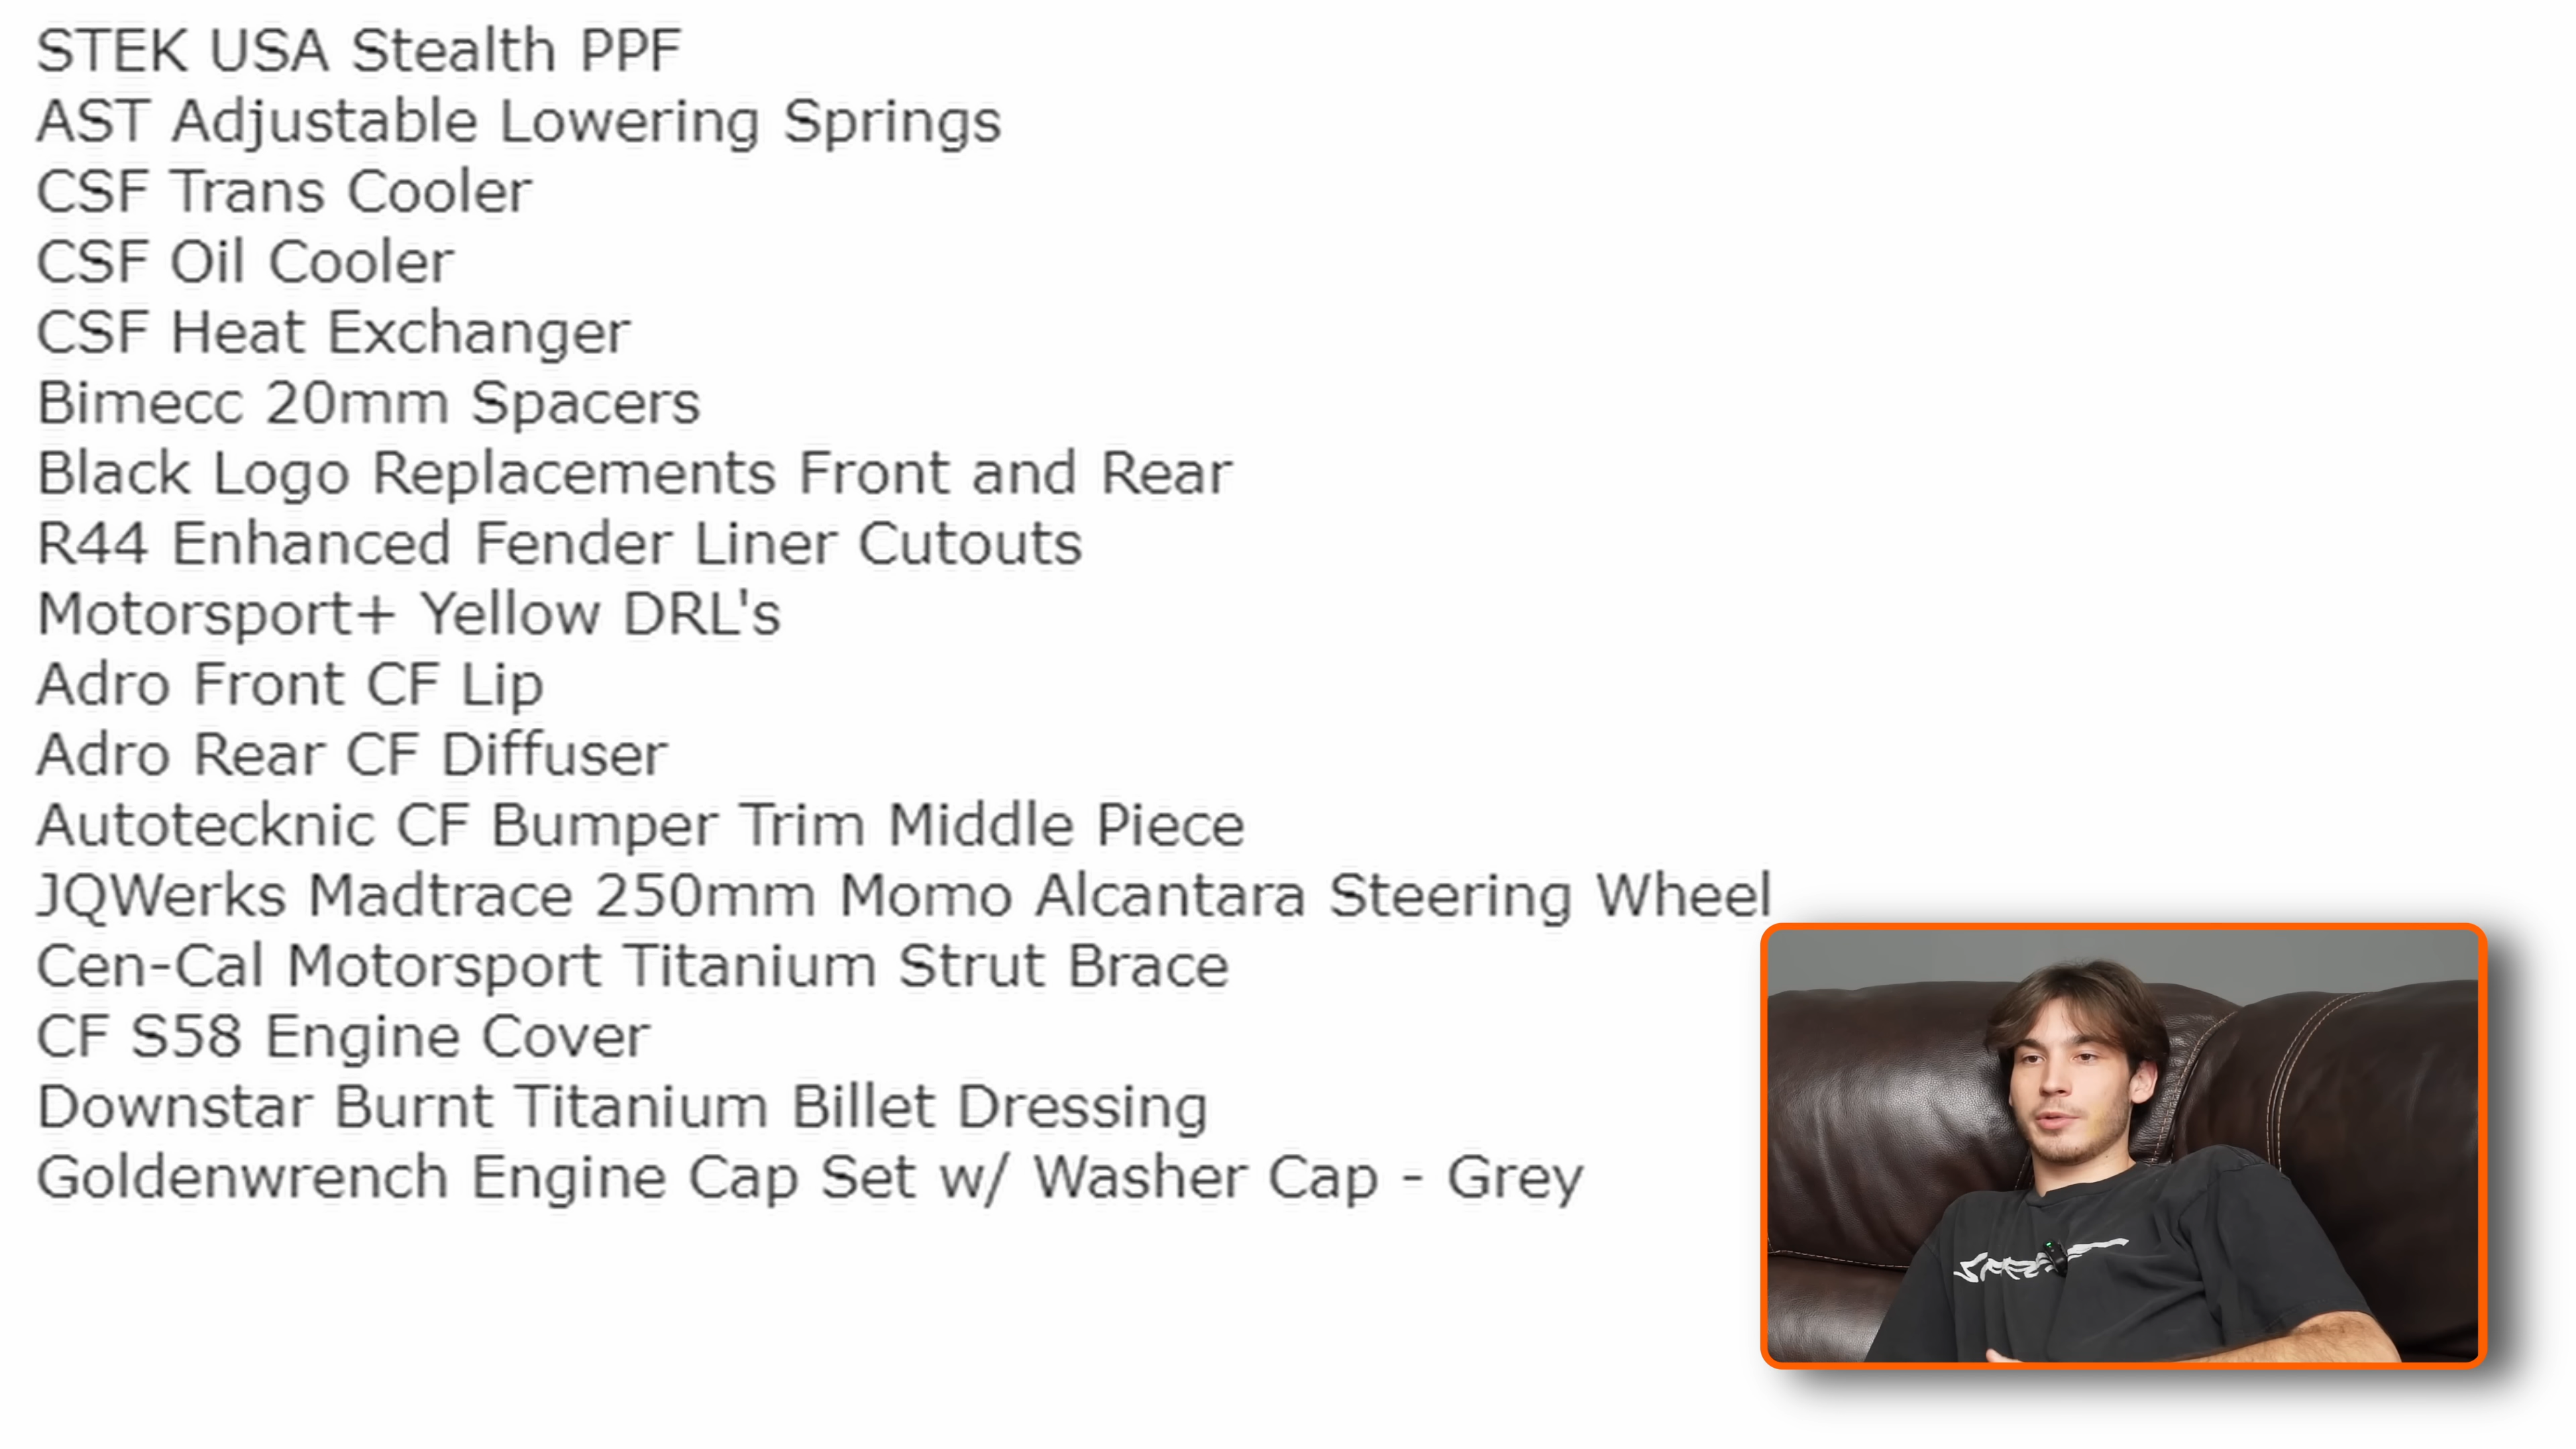 STEK USA Stealth PPF
AST Adjustable Lowering Springs
CSF Trans Cooler
CSF Oil Cooler
CSF Heat Exchanger
Bimecc 20mm Spacers
Black Logo Replacements Front and Rear
R44 Enhanced Fender Liner Cutouts
Motorsport+ Yellow DRL's
Adro Front CF Lip
Adro Rear CF Diffuser
Autotecknic CF Bumper Trim Middle Piece
JQWerks Madtrace 250mm Momo Alcantara Steering Wheel
Cen-Cal Motorsport Titanium Strut Brace
CF S58 Engine Cover
Downstar Burnt Titanium Billet Dressing
Goldenwrench Engine Cap Set w/ Washer Cap - Grey